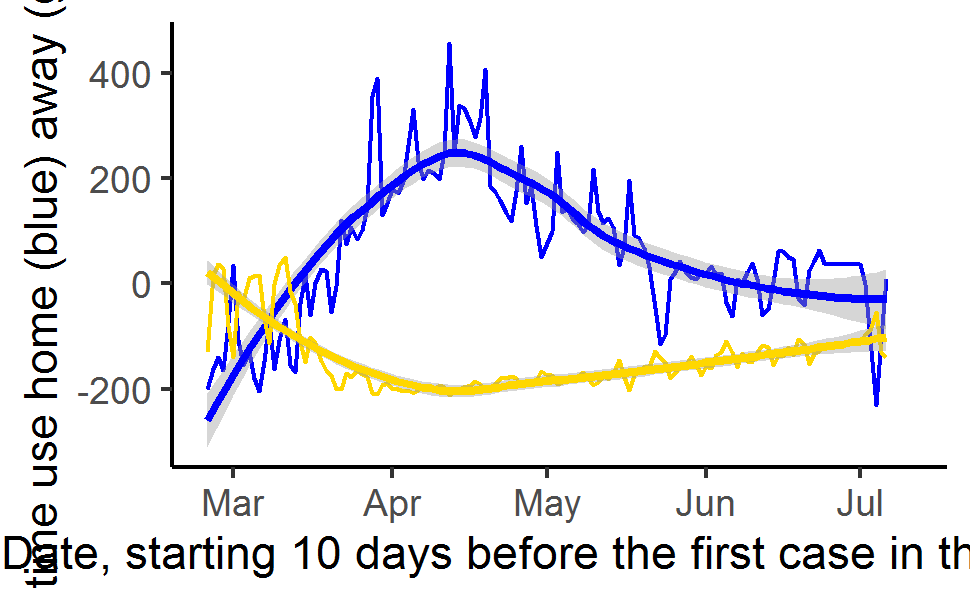 time use home (blue) away (
400
200
0
-200
Mar Apr May Jun Jul
Date, starting 10 days before the first case in th